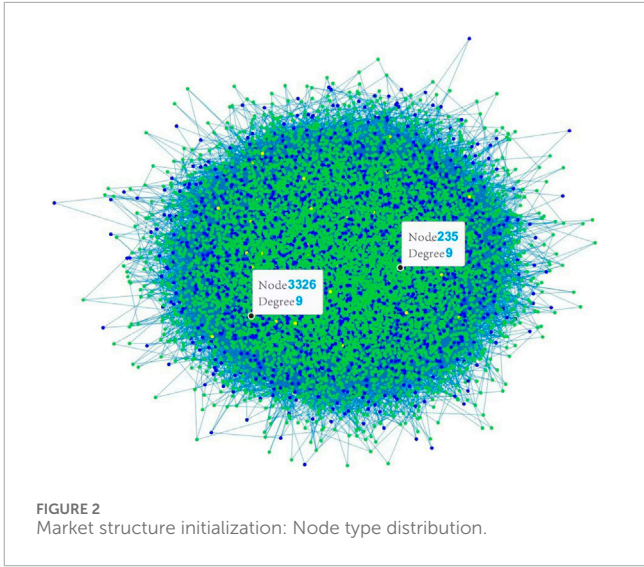 Node235
Degree9
Node3326
Degree9
FIGURE 2
Market structure initialization: Node type distribution.